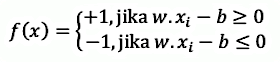 f(x) = { +1, jika w.xᵢ − b ≥ 0
−1, jika w.xᵢ − b ≤ 0